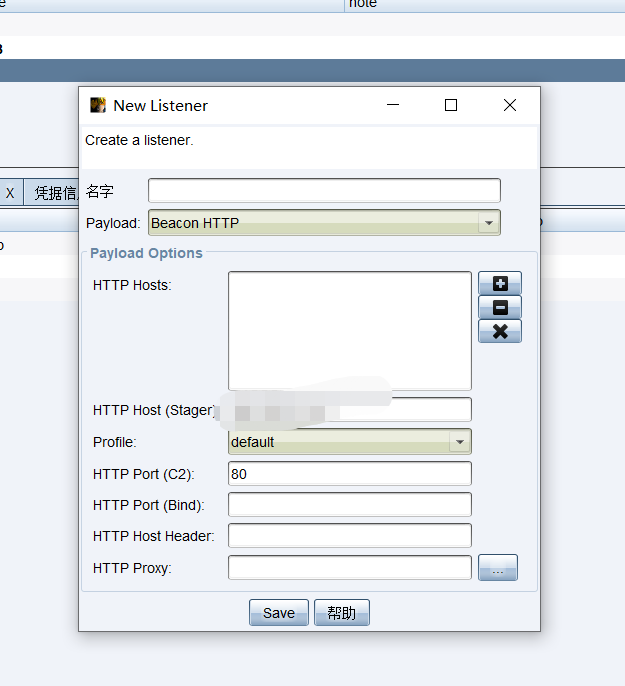 note
New Listener
Create a listener.
X 凭据信
名字
Payload: Beacon HTTP
Payload Options
HTTP Hosts:
HTTP Host (Stager)
Profile: default
HTTP Port (C2): 80
HTTP Port (Bind):
HTTP Host Header:
HTTP Proxy: ...
Save 帮助